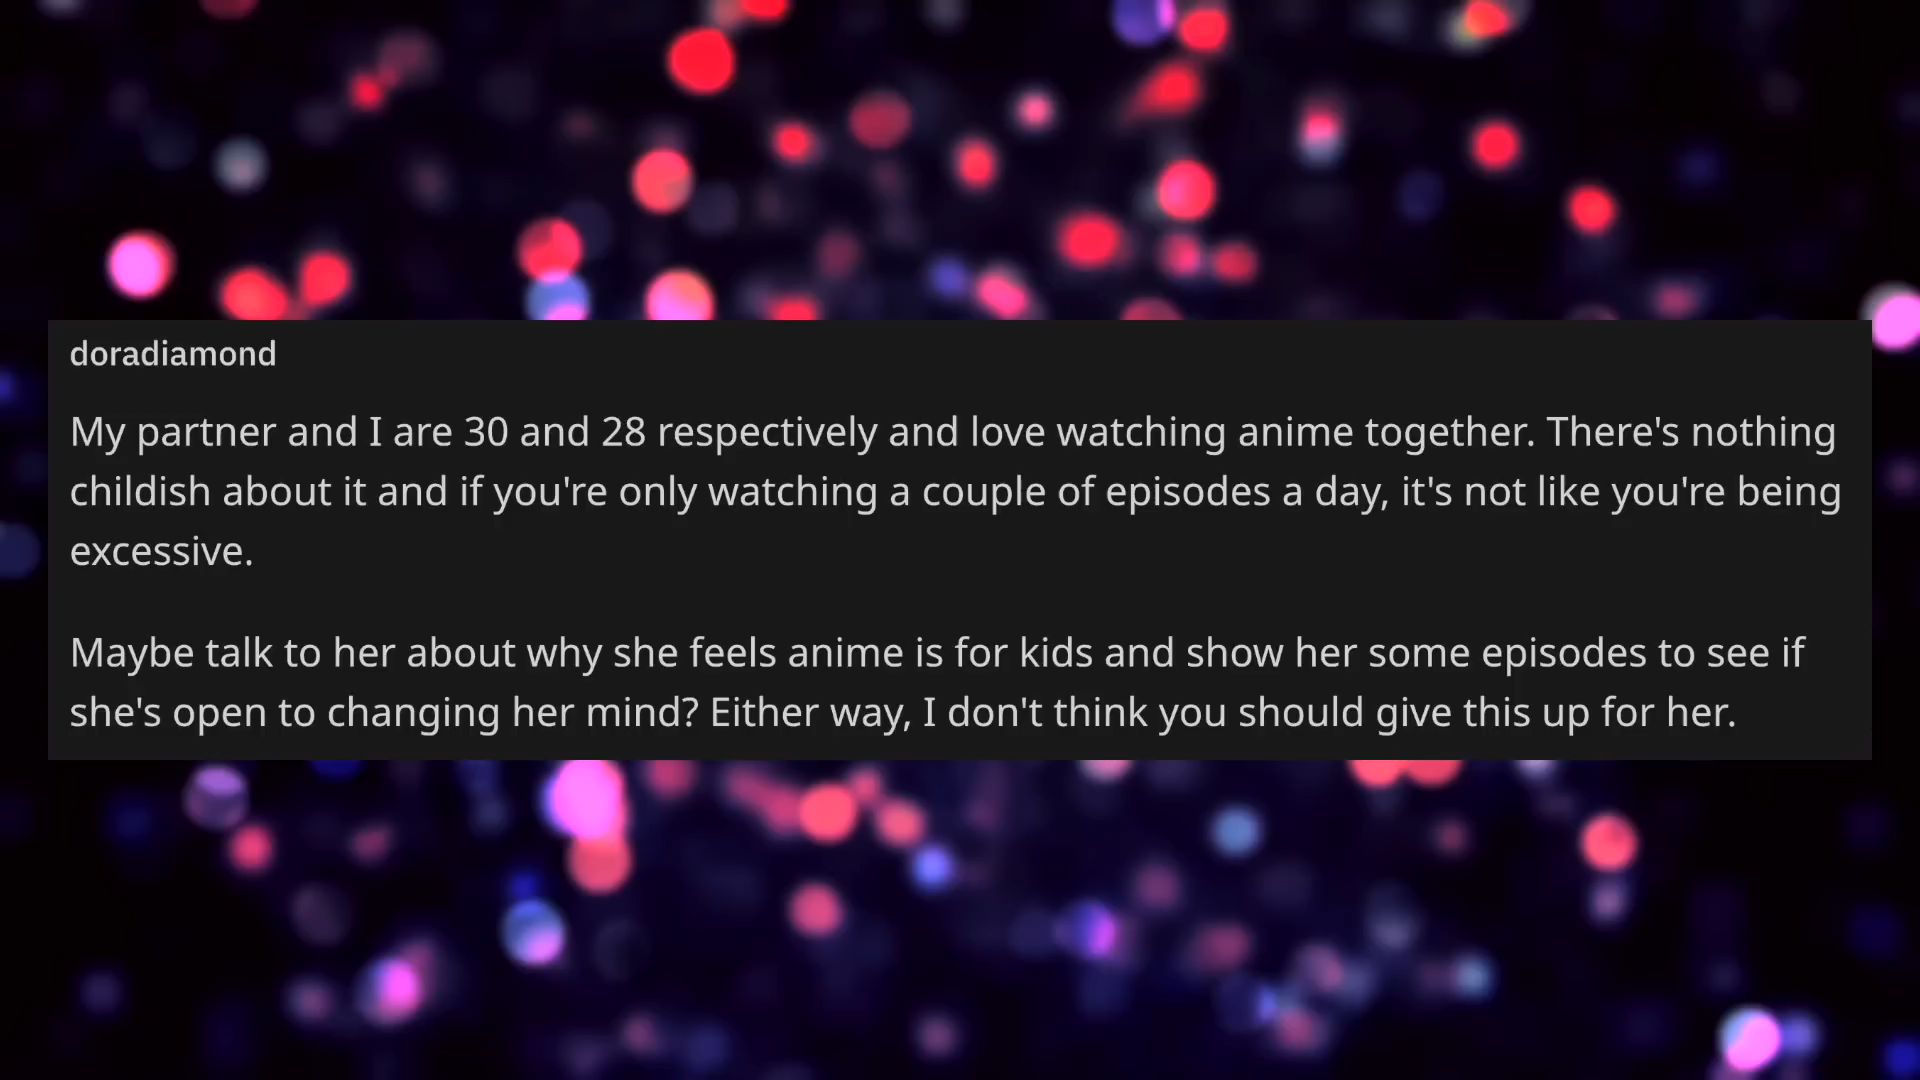 doradiamond
My partner and I are 30 and 28 respectively and love watching anime together. There's nothing
childish about it and if you're only watching a couple of episodes a day, it's not like you're being
excessive.
Maybe talk to her about why she feels anime is for kids and show her some episodes to see if
she's open to changing her mind? Either way, I don't think you should give this up for her.